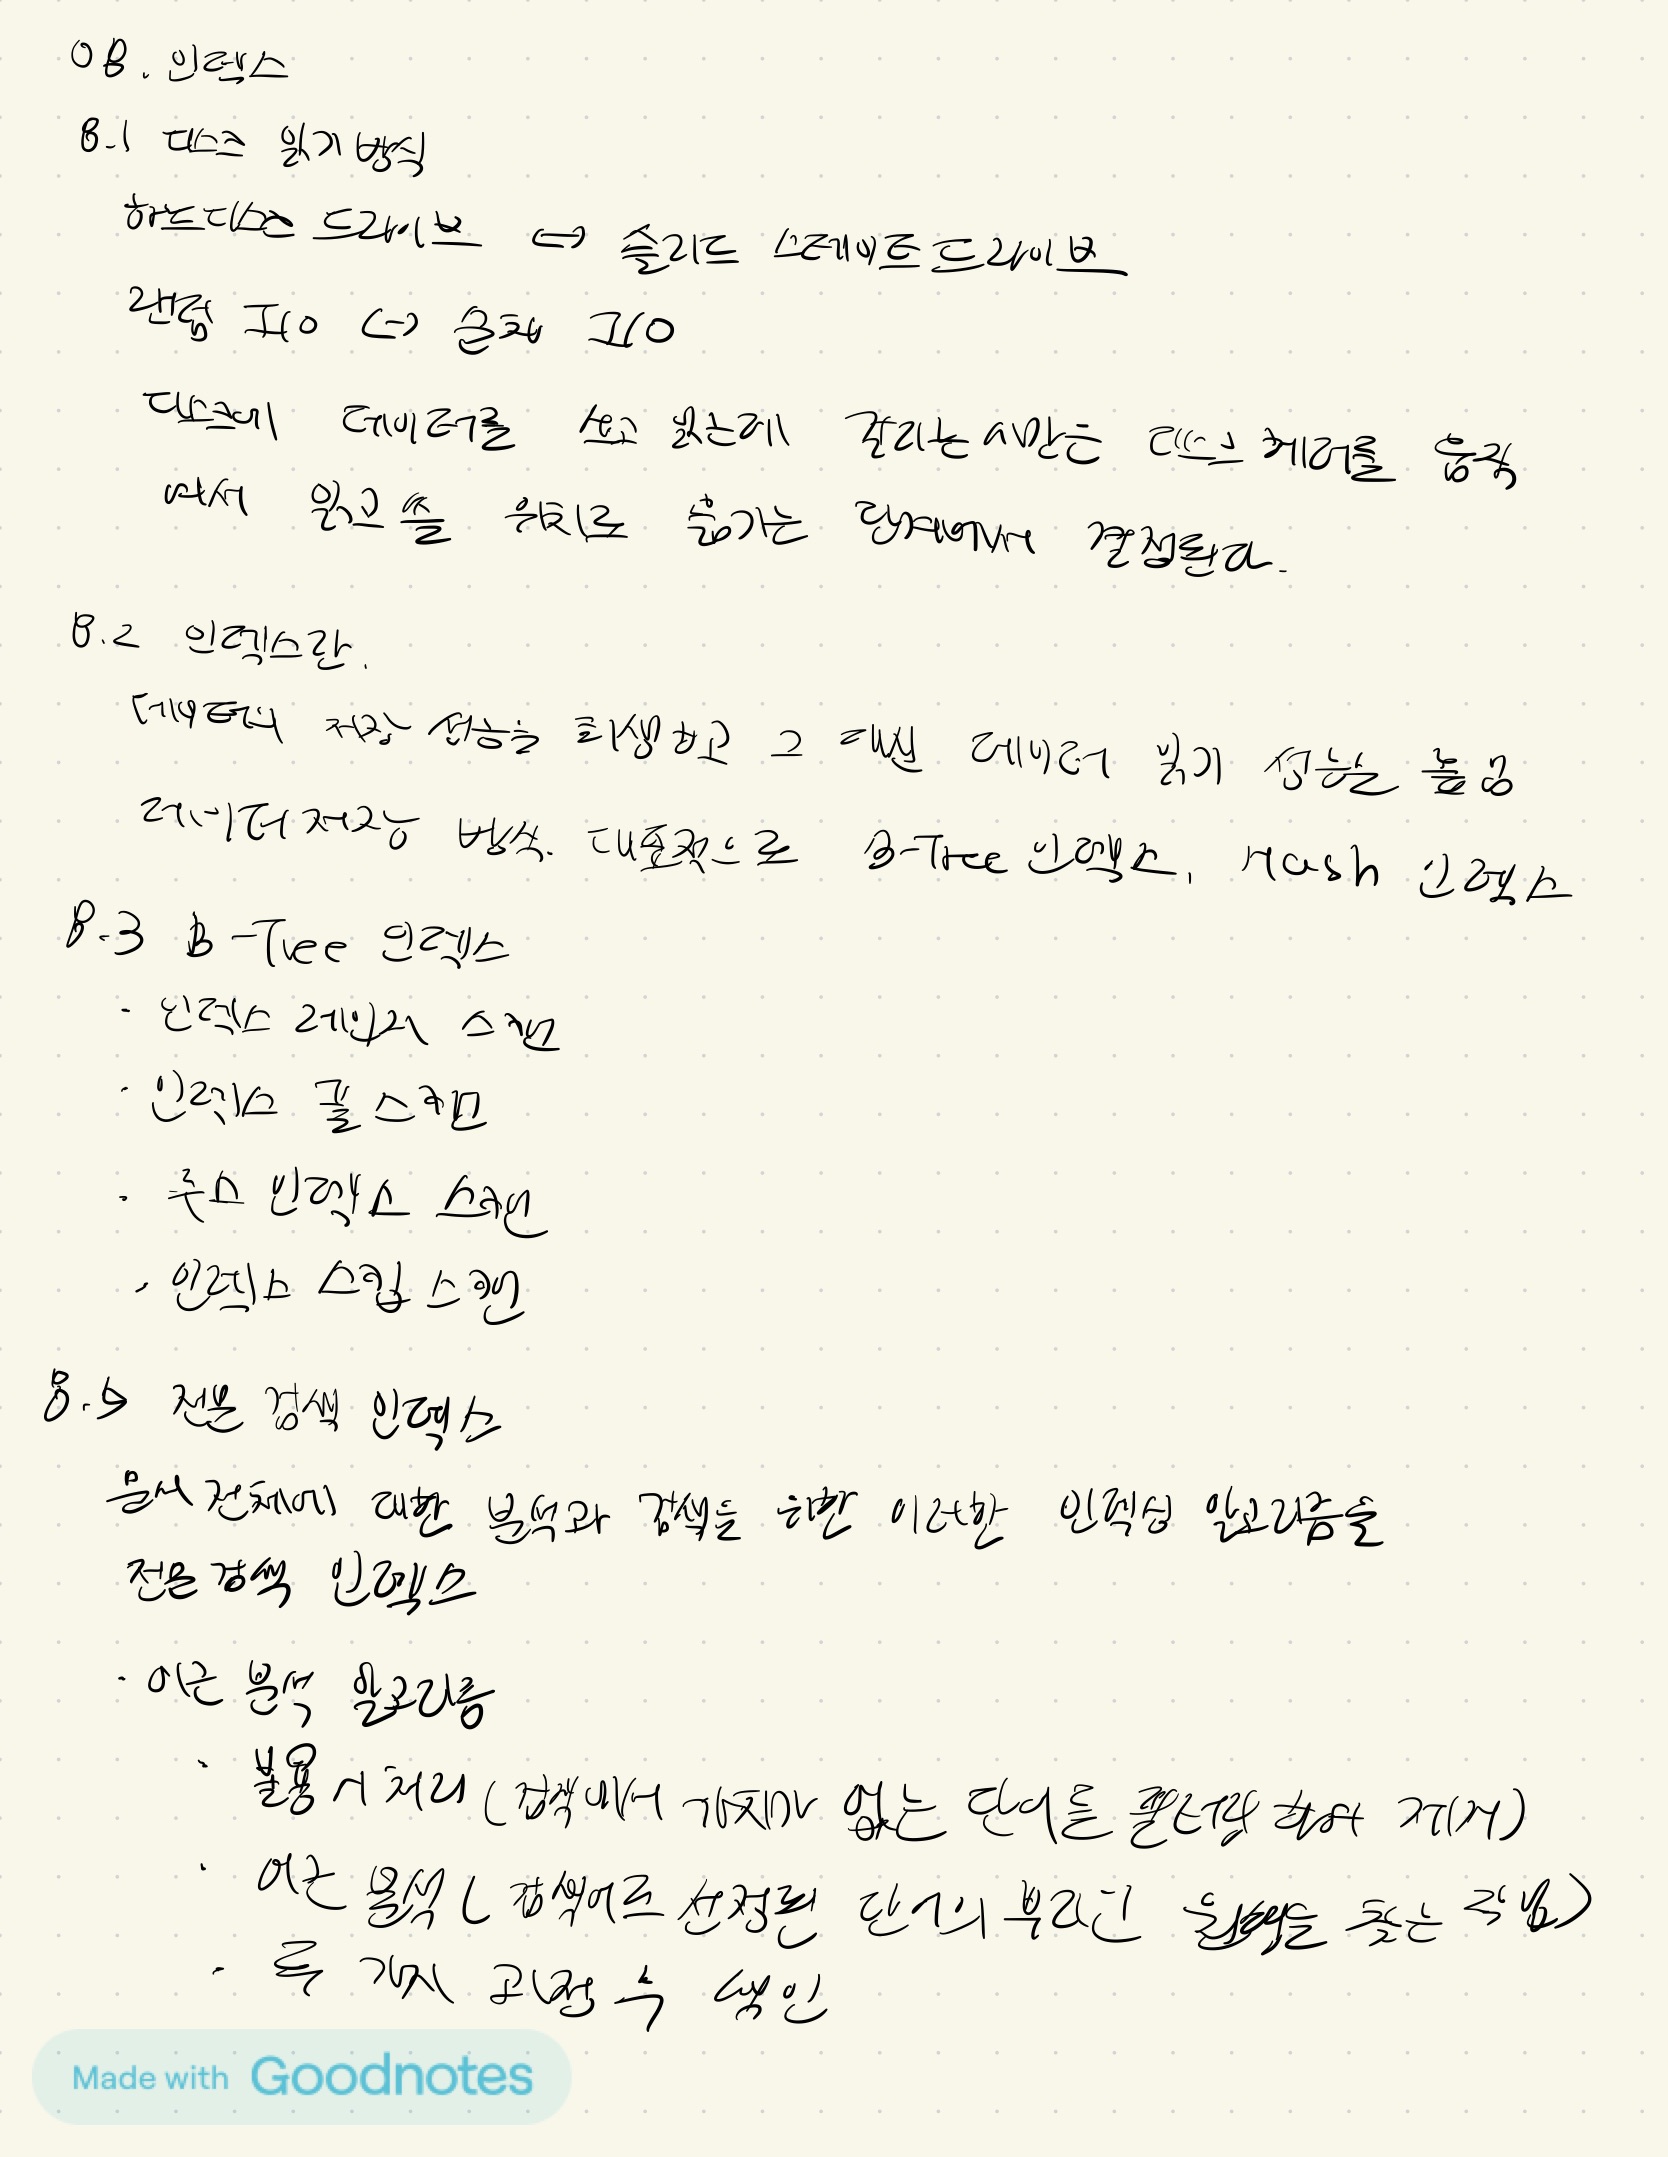 08. 인덱스
8.1 디스크 읽기 방식
하드디스크 드라이브 <-> 솔리드 스테이트 드라이브
랜덤 I/O <-> 순차 I/O
디스크에 데이터를 쓰고 읽는데 걸리는 시간은 디스크 헤더를 움직
여서 읽고 쓸 위치로 옮기는 단계에서 결정된다.
8.2 인덱스란.
데이터의 저장 성능을 희생하고 그 대신 데이터 읽기 성능을 높임
데이터 저장 방식. 대표적으로 B-Tree 인덱스, Hash 인덱스
8.3 B-Tree 인덱스
· 인덱스 레인지 스캔
· 인덱스 풀 스캔
· 루스 인덱스 스캔
· 인덱스 스킵 스캔
8.5 전문 검색 인덱스
문서 전체에 대한 분석과 검색을 위한 이러한 인덱싱 알고리즘을
전문 검색 인덱스
· 어근 분석 알고리즘
· 불용어 처리 (검색에서 가치가 없는 단어를 필터링 해서 제거)
· 어근 분석 (검색어로 선정된 단어의 뿌리인 원형을 찾는 작업)
· 두 가지 과정 후 색인
Made with Goodnotes